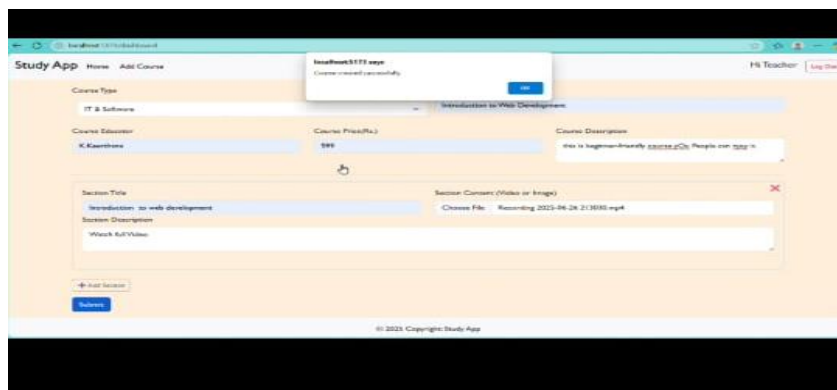 Study App Home Add Course
localhost:5173 says
Course created successfully.
OK
Hi Teacher
Course Type
IT & Software
Introduction to Web Development
Course Educator
Course Price(Rs.)
Course Description
this is beginner-friendly
Section Title
Section Content (Video or Image)
Introduction to web development
Choose File Recording 2025-06-26 213030.mp4
Section Description
Watch full Video
Add Section
Submit
© 2025 Copyright: Study App